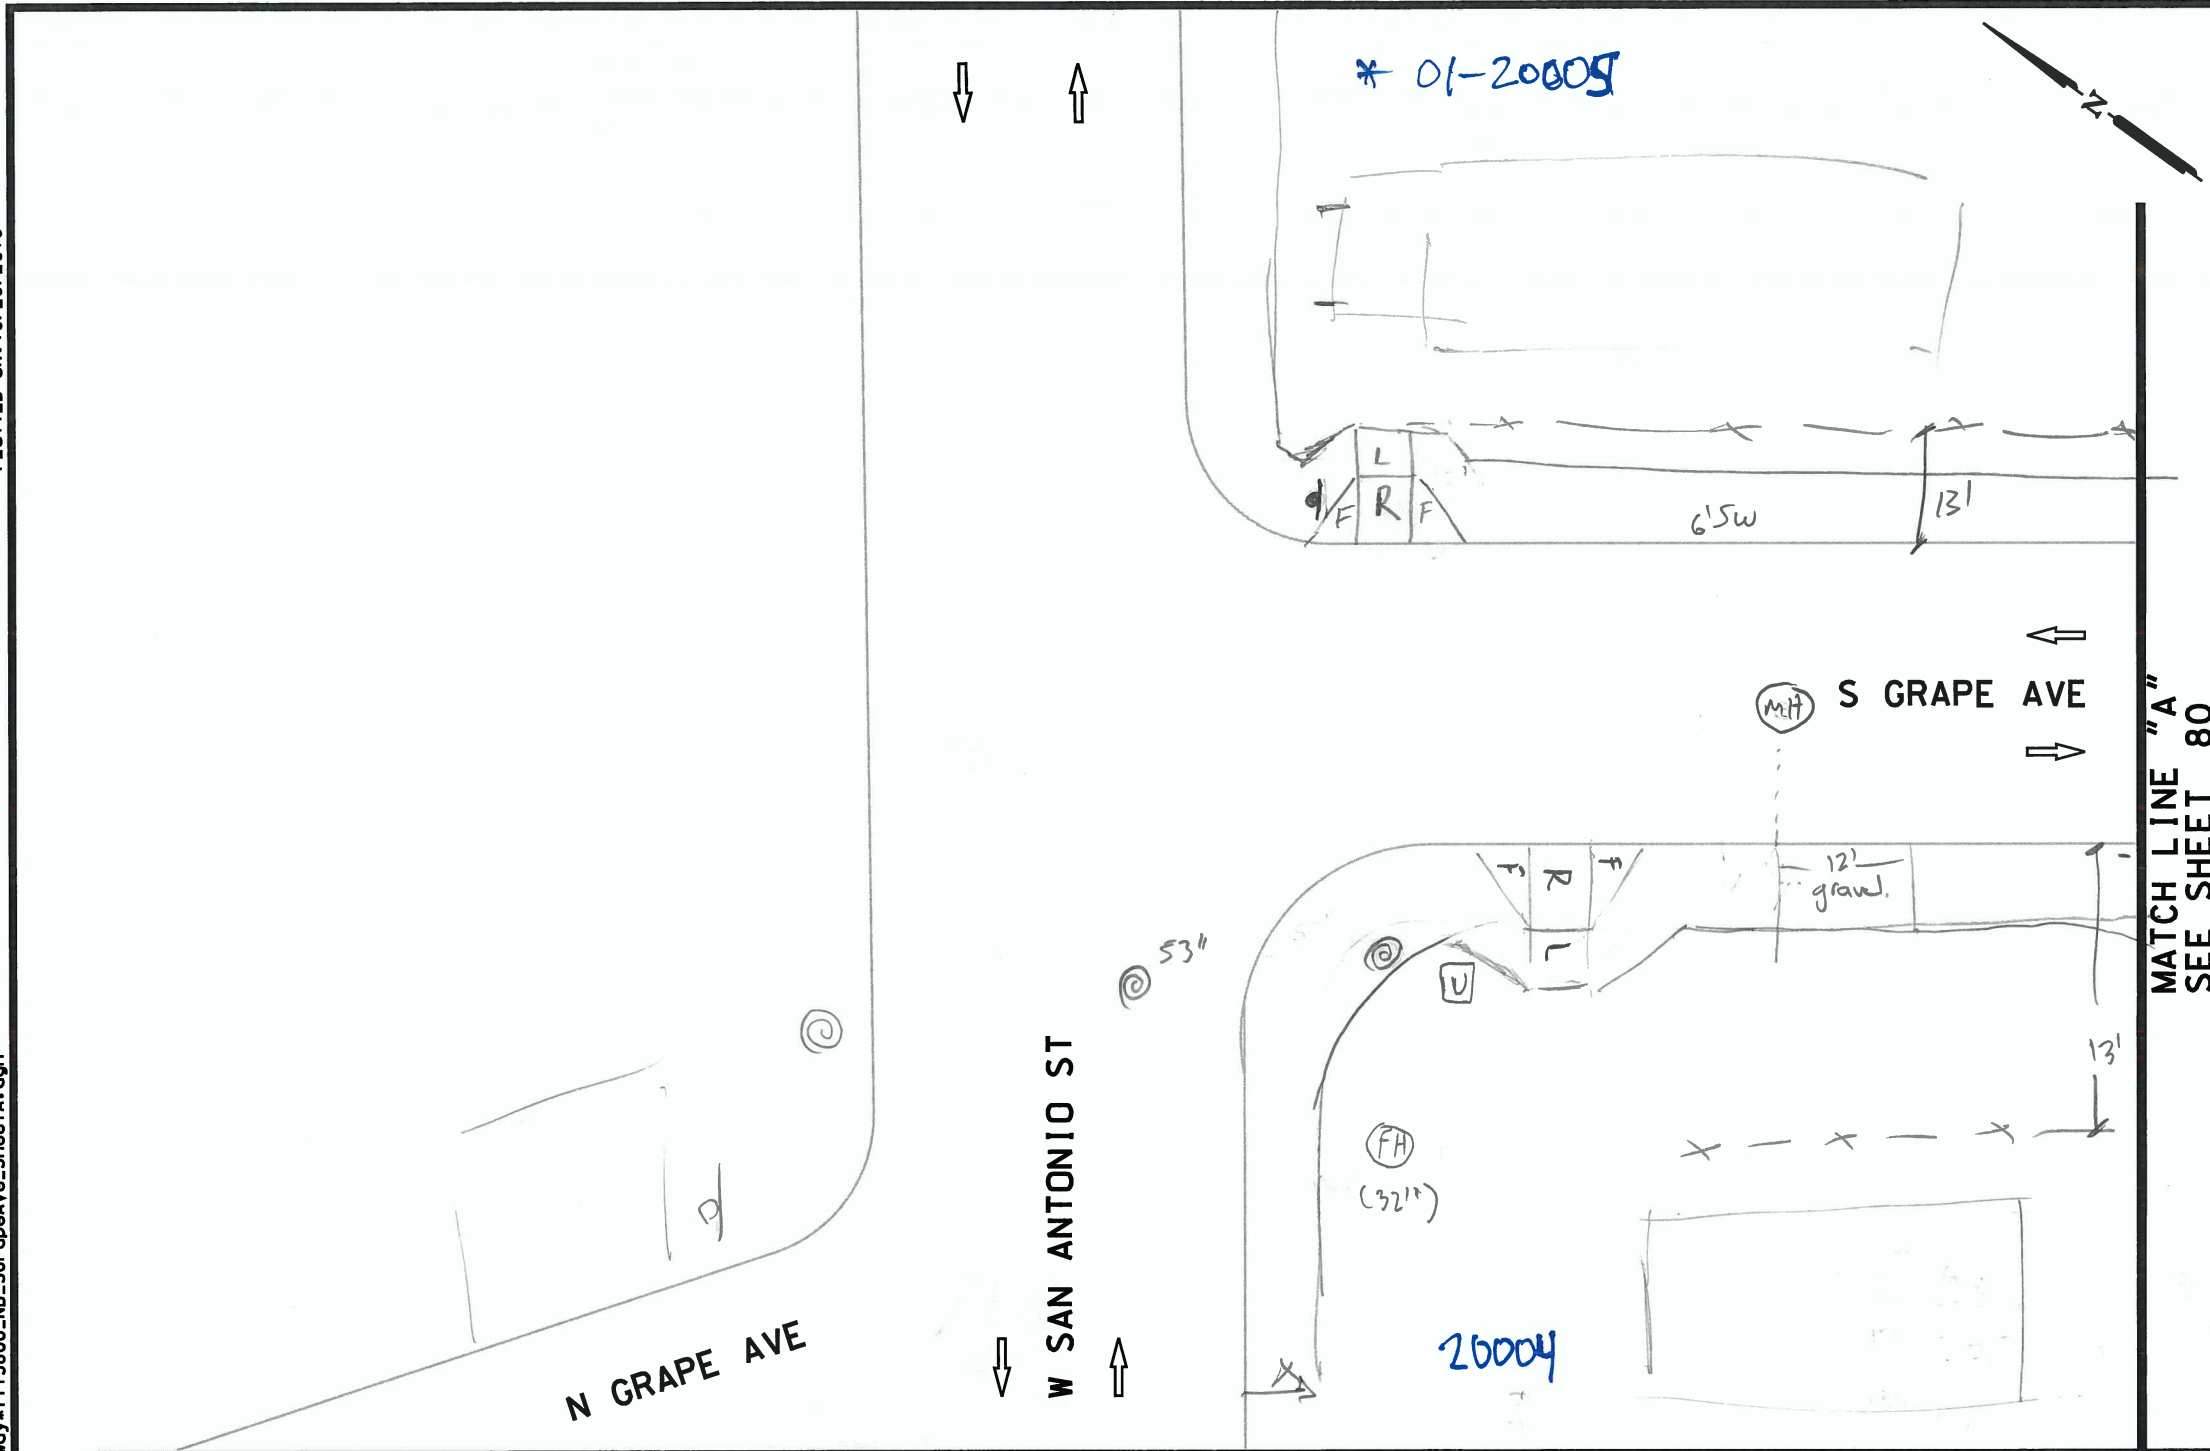 * 01-20005
N
L
F
R
F
6'SW
13'
MH
S GRAPE AVE
MATCH LINE "A"
SEE SHEET 80
F
R
F
L
12'
gravel.
53"
U
13'
FH
(32")
W SAN ANTONIO ST
N GRAPE AVE
20004